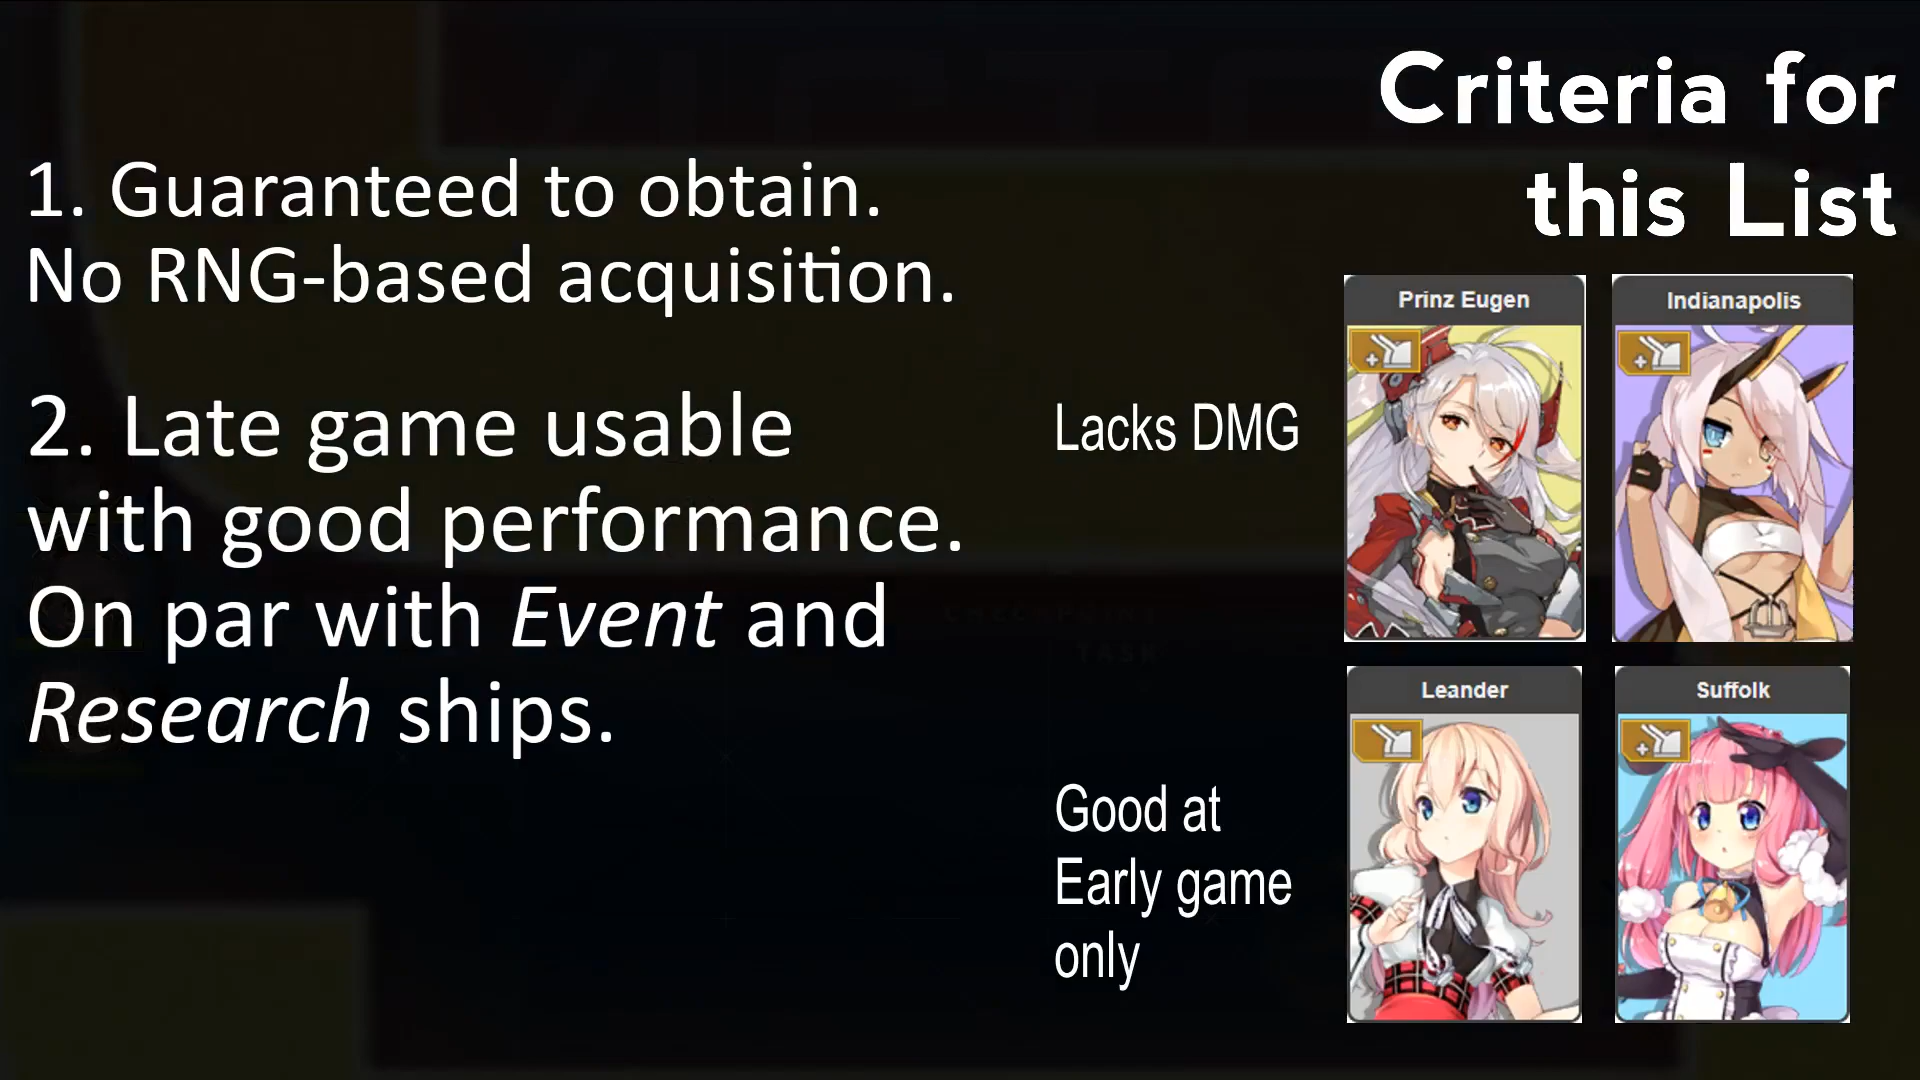 Criteria for
this List
1. Guaranteed to obtain.
No RNG-based acquisition.
2. Late game usable
with good performance.
On par with Event and
Research ships.
Lacks DMG
Prinz Eugen
Indianapolis
Good at
Early game
only
Leander
Suffolk
CHECKPOINT
TASK